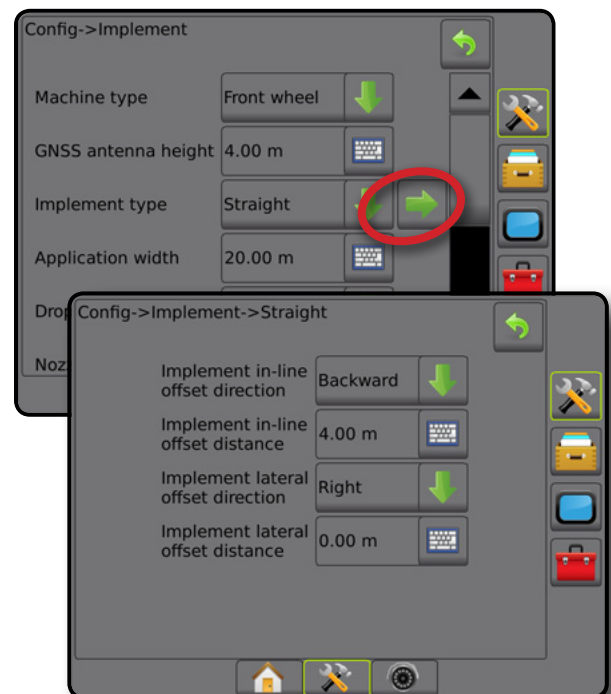 Config->Implement
Machine type Front wheel
GNSS antenna height 4.00 m
Implement type Straight
Application width 20.00 m
Config->Implement->Straight
Implement in-line
offset direction
Backward
Implement in-line
offset distance
4.00 m
Implement lateral
offset direction
Right
Implement lateral
offset distance
0.00 m